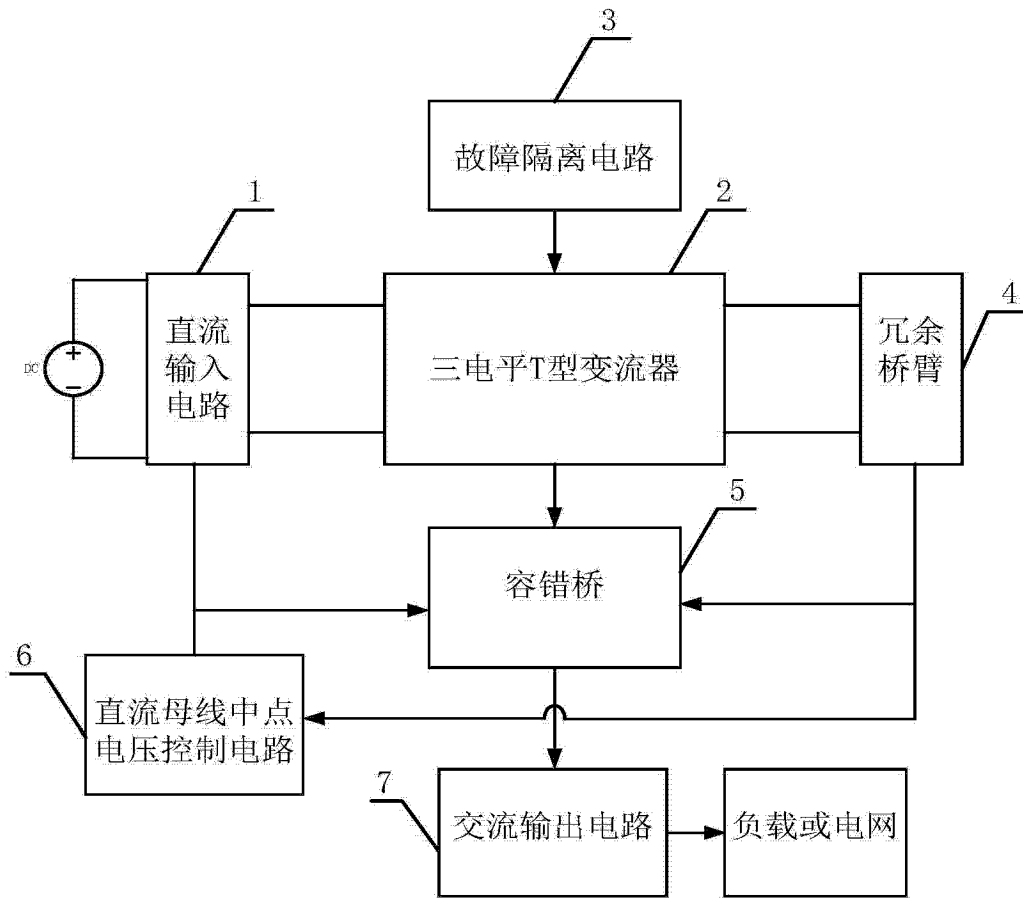 3
故障隔离电路
1
2
直流
输入
电路
三电平T型变流器
冗余
桥臂
4
DC
+
−
5
容错桥
6
直流母线中点
电压控制电路
7
交流输出电路
负载或电网